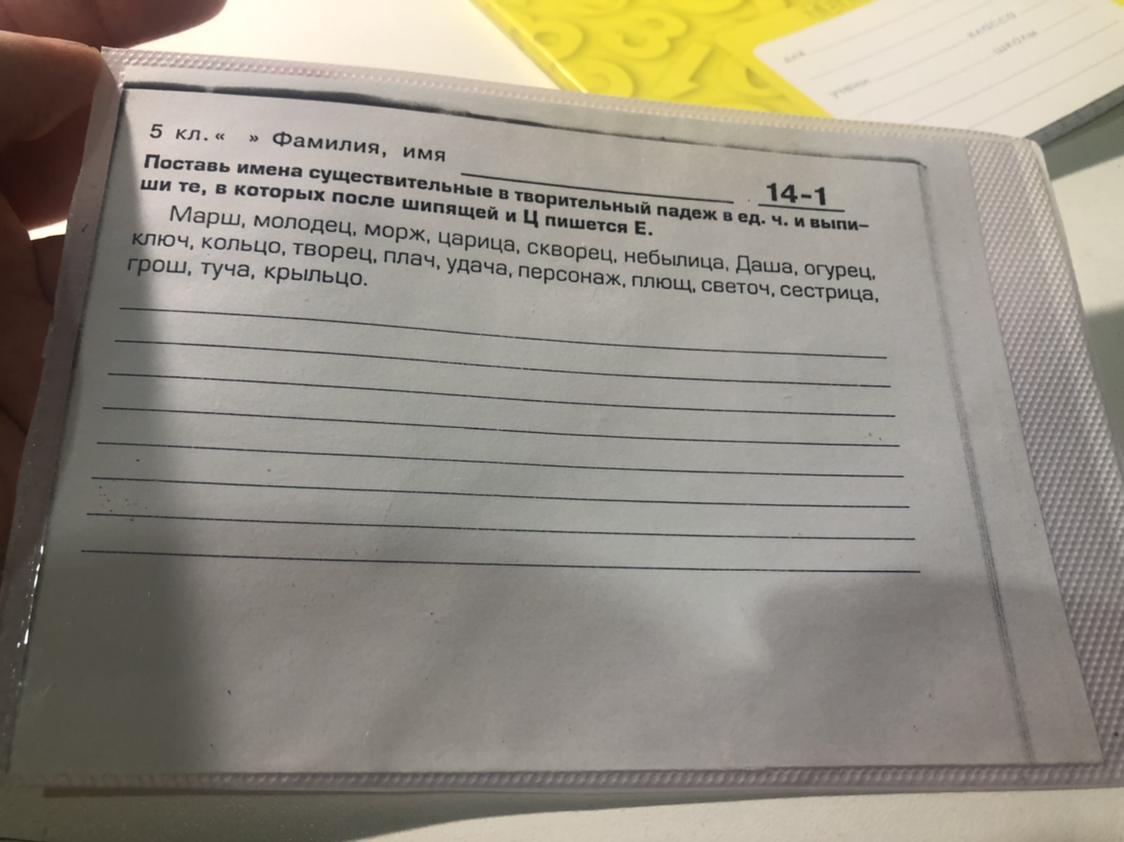 5 кл. « » Фамилия, имя
14-1
Поставь имена существительные в творительный падеж в ед. ч. и выпи–
ши те, в которых после шипящей и Ц пишется Е.
Марш, молодец, морж, царица, скворец, небылица, Даша, огурец,
ключ, кольцо, творец, плач, удача, персонаж, плющ, светоч, сестрица,
грош, туча, крыльцо.